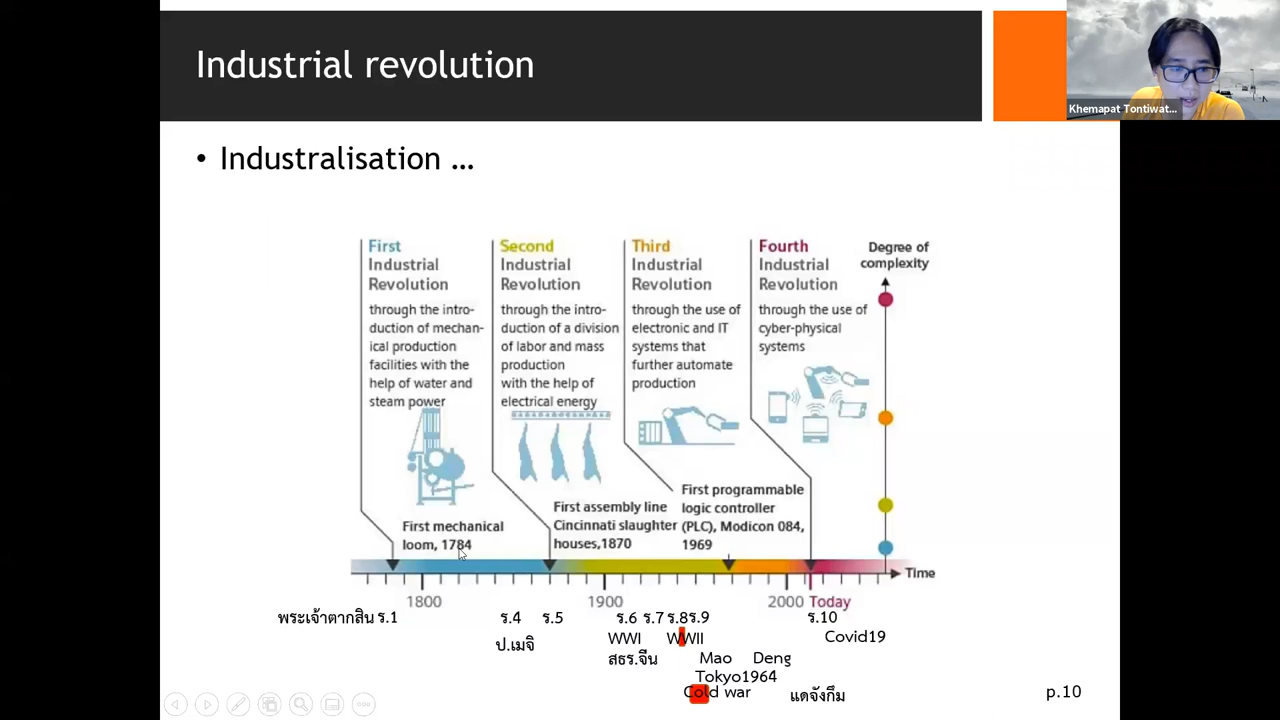 Industrial revolution
Khemapat Tontiwat...
• Industralisation ...
First
Industrial
Revolution
through the intro-
duction of mechan-
ical production
facilities with the
help of water and
steam power
First mechanical
loom, 1784
Second
Industrial
Revolution
through the intro-
duction of a division
of labor and mass
production
with the help of
electrical energy
First assembly line
Cincinnati slaughter
houses,1870
Third
Industrial
Revolution
through the use of
electronic and IT
systems that
further automate
production
First programmable
logic controller
(PLC), Modicon 084,
1969
Fourth
Industrial
Revolution
through the use of
cyber-physical
systems
Degree of
complexity
Time
1800 1900 2000 Today
พระเจ้าตากสิน ร.1 ร.4 ร.5 ร.6 ร.7 ร.8 ร.9 ร.10
ป.เมจิ WWI WWII Covid19
สธร.จีน Mao Deng
Tokyo1964
Cold war แดจังกึม
p.10